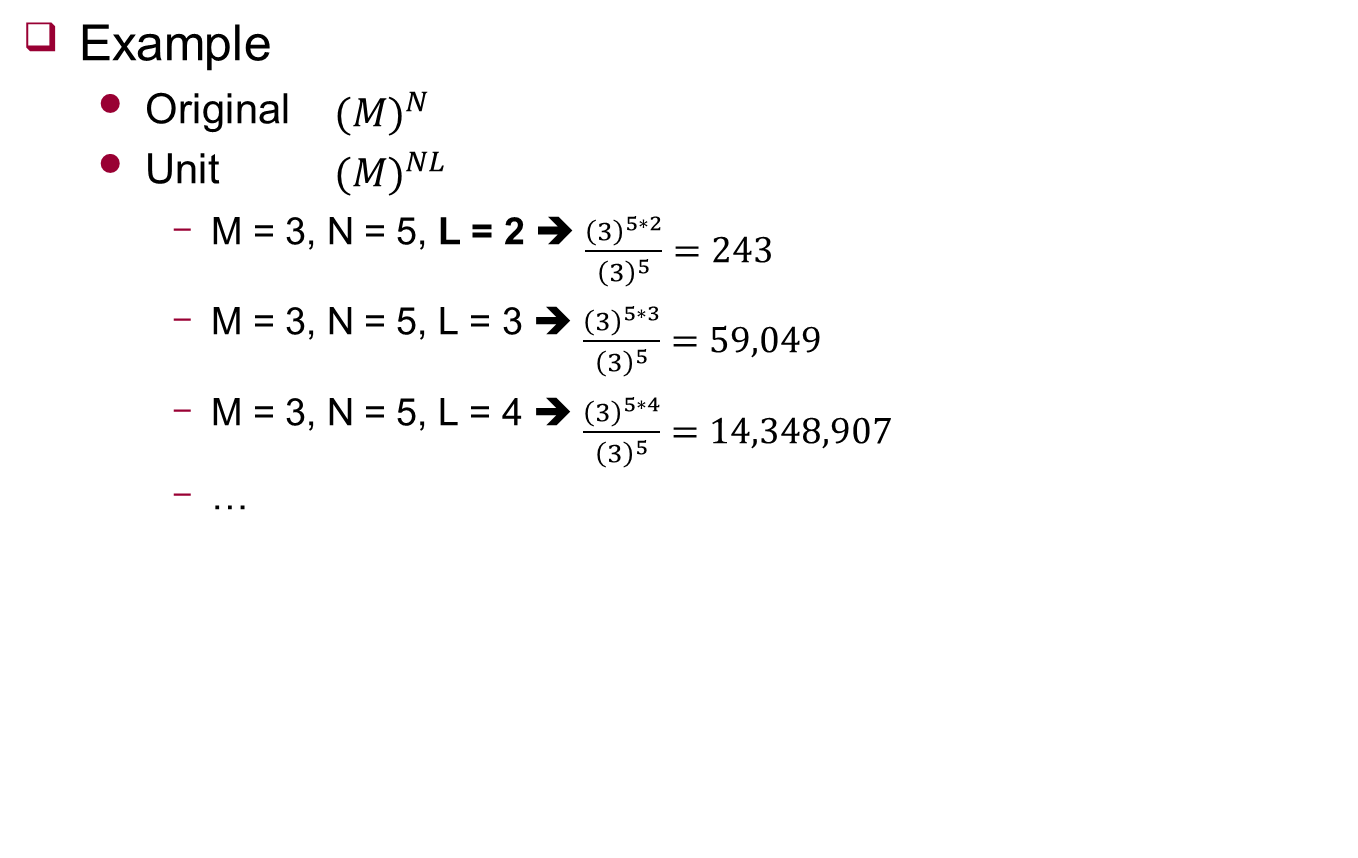 ❑ Example
● Original (M)^N
● Unit (M)^{NL}
– M = 3, N = 5, L = 2 ➔ (3)^{5*2}/(3)^5 = 243
– M = 3, N = 5, L = 3 ➔ (3)^{5*3}/(3)^5 = 59,049
– M = 3, N = 5, L = 4 ➔ (3)^{5*4}/(3)^5 = 14,348,907
– …